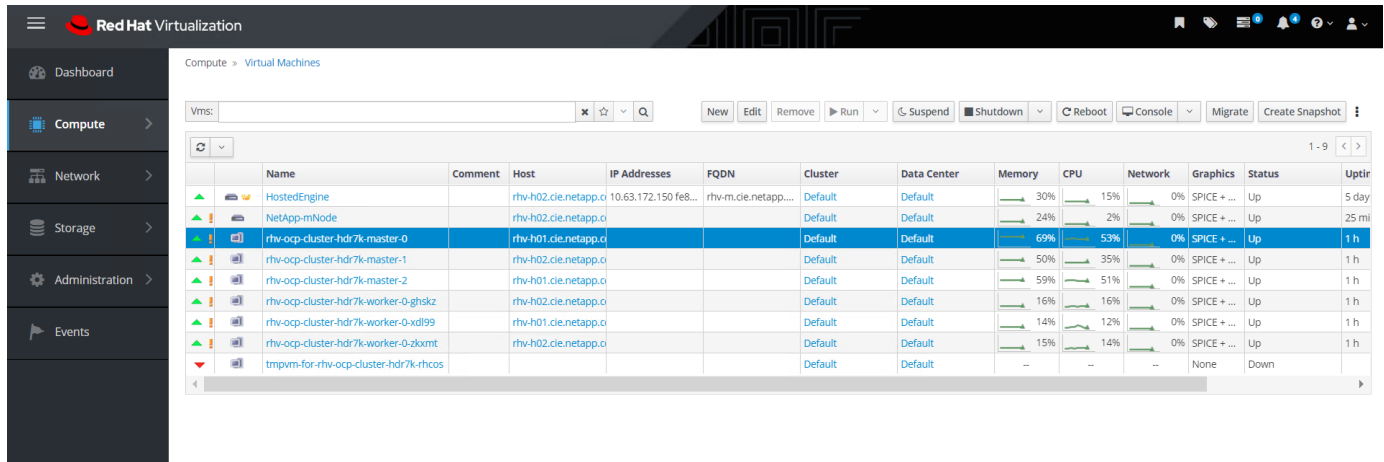 Red Hat Virtualization
0 4
Dashboard
Compute
Network
Storage
Administration
Events
Compute » Virtual Machines
Vms:
New Edit Remove Run Suspend Shutdown Reboot Console Migrate Create Snapshot
1 - 9
Name Comment Host IP Addresses FQDN Cluster Data Center Memory CPU Network Graphics Status Uptir
HostedEngine rhv-h02.cie.netapp.c 10.63.172.150 fe8... rhv-m.cie.netapp.... Default Default 30% 15% 0% SPICE + ... Up 5 day
NetApp-mNode rhv-h02.cie.netapp.c Default Default 24% 2% 0% SPICE + ... Up 25 mi
rhv-ocp-cluster-hdr7k-master-0 rhv-h01.cie.netapp.c Default Default 69% 53% 0% SPICE + ... Up 1 h
rhv-ocp-cluster-hdr7k-master-1 rhv-h02.cie.netapp.c Default Default 50% 35% 0% SPICE + ... Up 1 h
rhv-ocp-cluster-hdr7k-master-2 rhv-h01.cie.netapp.c Default Default 59% 51% 0% SPICE + ... Up 1 h
rhv-ocp-cluster-hdr7k-worker-0-ghskz rhv-h02.cie.netapp.c Default Default 16% 16% 0% SPICE + ... Up 1 h
rhv-ocp-cluster-hdr7k-worker-0-xdl99 rhv-h01.cie.netapp.c Default Default 14% 12% 0% SPICE + ... Up 1 h
rhv-ocp-cluster-hdr7k-worker-0-zkxmt rhv-h02.cie.netapp.c Default Default 15% 14% 0% SPICE + ... Up 1 h
tmpvm-for-rhv-ocp-cluster-hdr7k-rhcos Default Default -- -- -- None Down